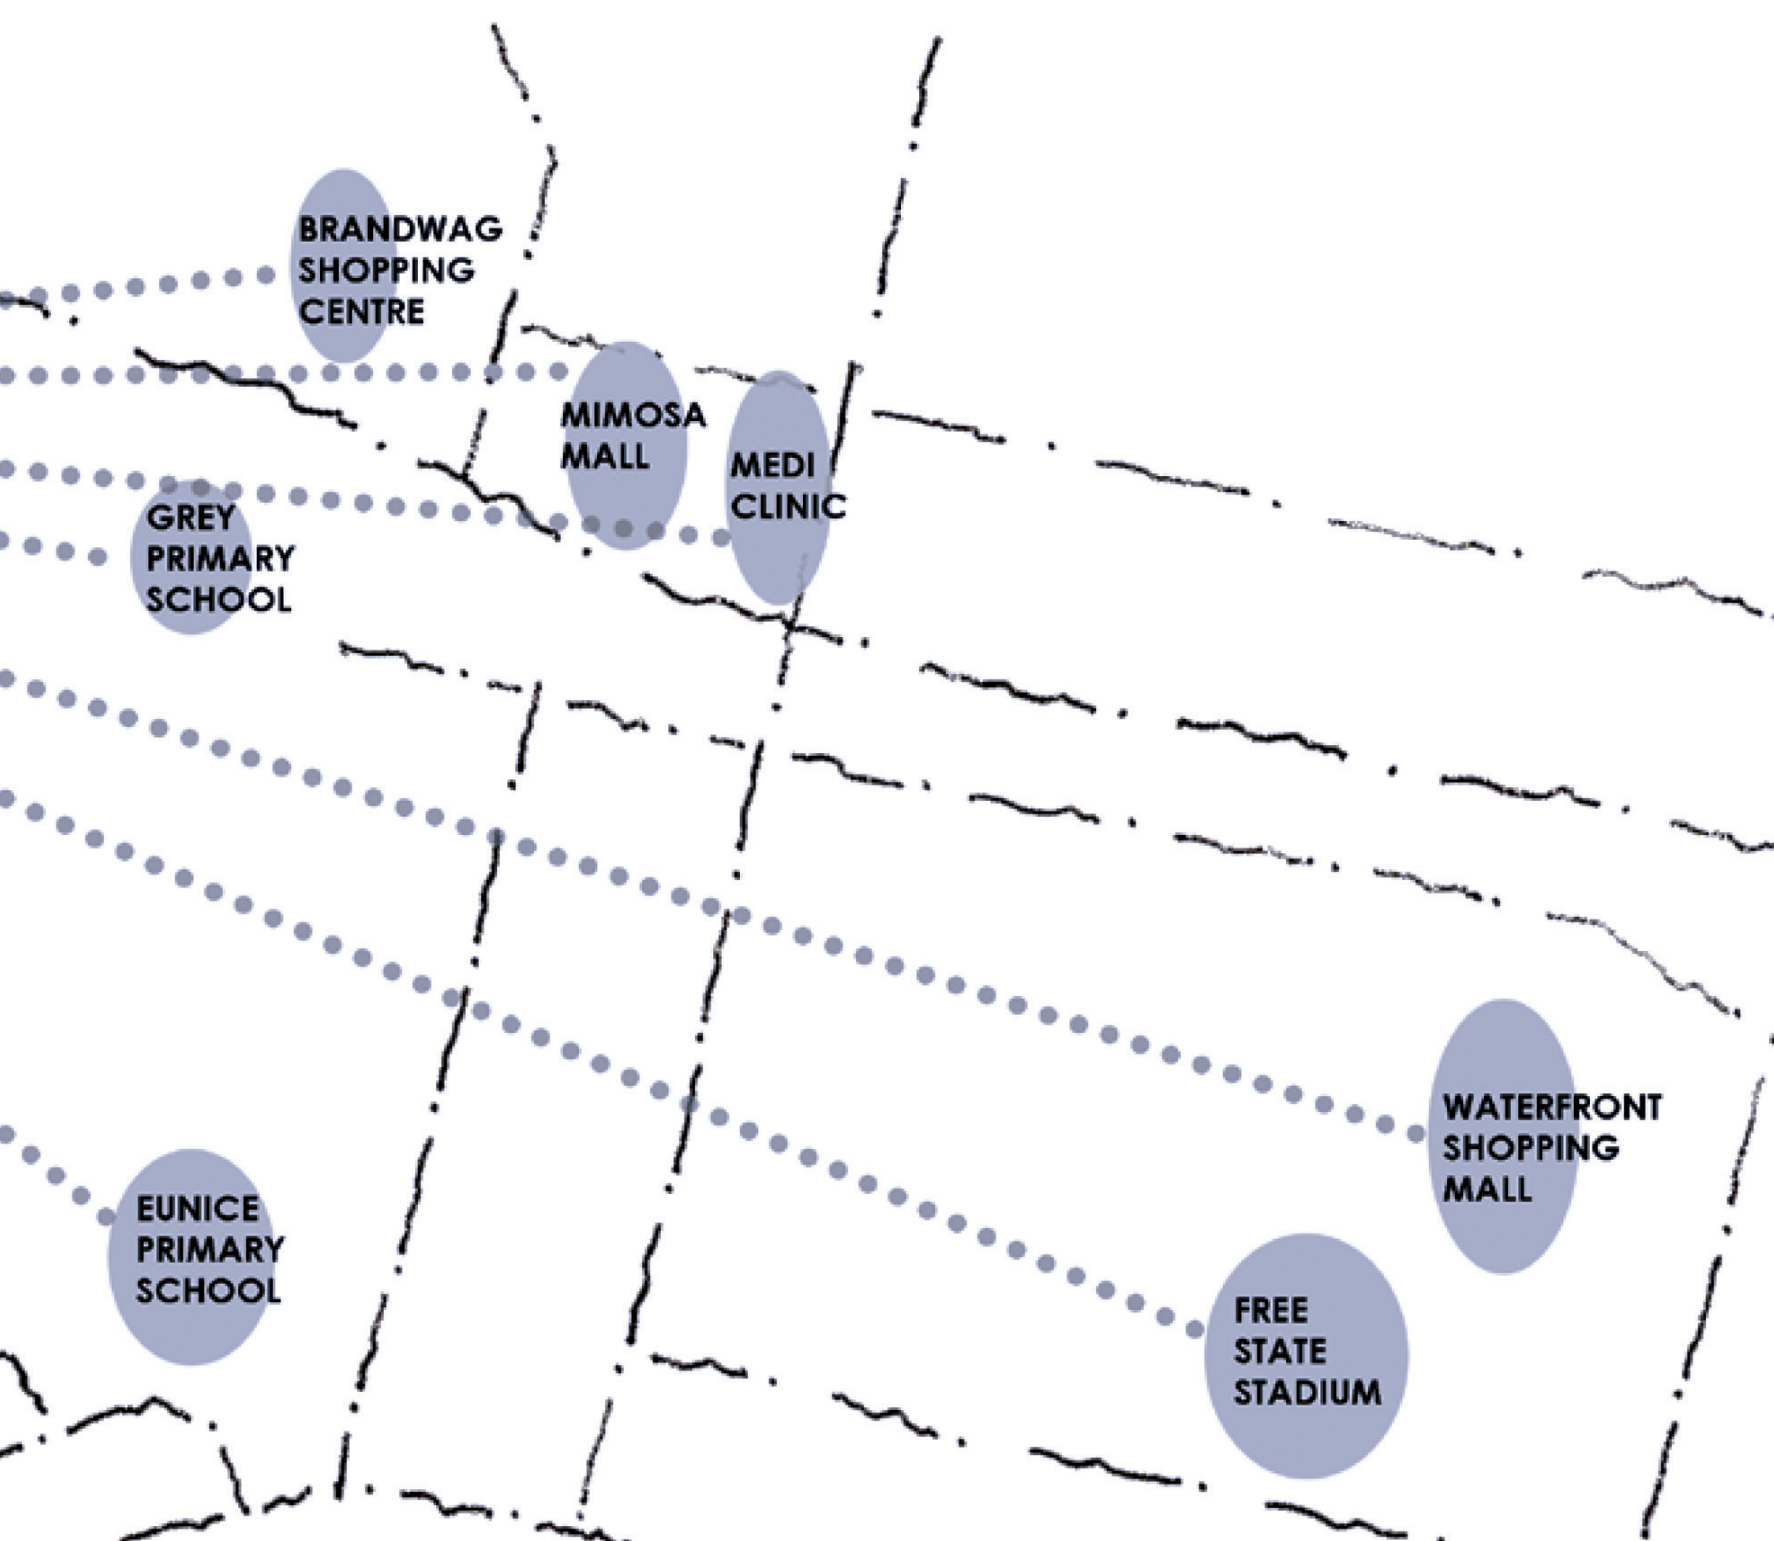 BRANDWAG
SHOPPING
CENTRE
MIMOSA
MALL
MEDI
CLINIC
GREY
PRIMARY
SCHOOL
WATERFRONT
SHOPPING
MALL
EUNICE
PRIMARY
SCHOOL
FREE
STATE
STADIUM